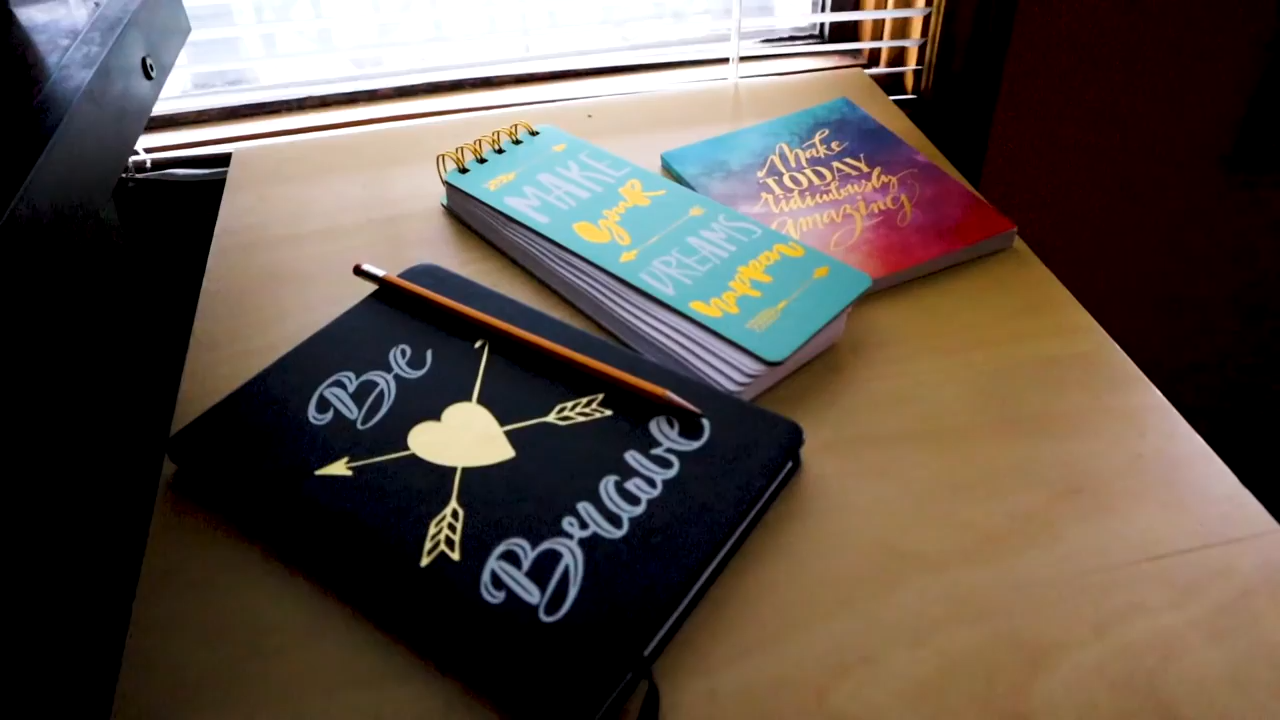 MAKE
your
DREAMS
happen
Make
TODAY
ridiculously
amazing
Be
Brave